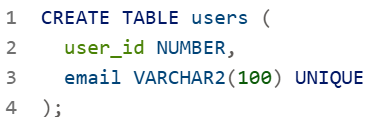 1 CREATE TABLE users (
2   user_id NUMBER,
3   email VARCHAR2(100) UNIQUE
4 );